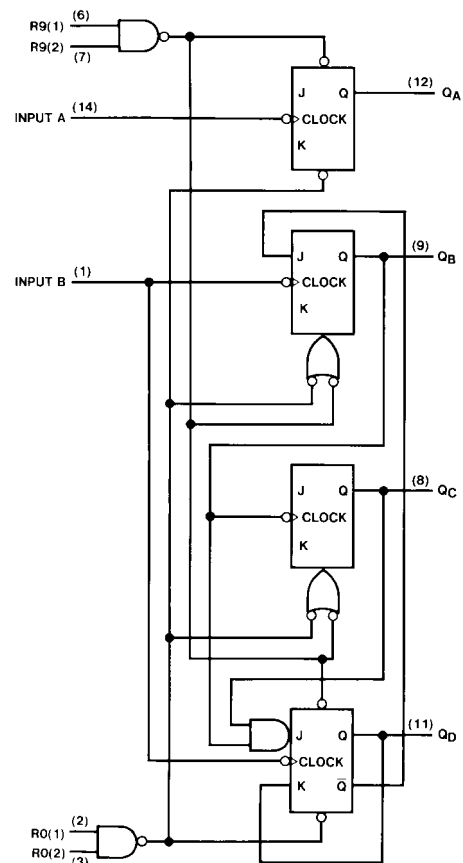 R9(1) (6)
R9(2) (7)
J Q (12) QA
INPUT A (14) CLOCK
K
J Q (9) QB
INPUT B (1) CLOCK
K
J Q (8) QC
CLOCK
K
J Q (11) QD
CLOCK
K Q̅
R0(1) (2)
R0(2) (3)